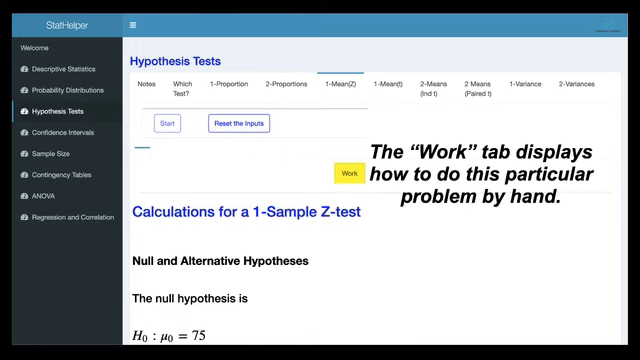 StatHelper
Welcome
Descriptive Statistics
Probability Distributions
Hypothesis Tests
Confidence Intervals
Sample Size
Contingency Tables
ANOVA
Regression and Correlation
Hypothesis Tests
Notes
Which
Test?
1-Proportion
2-Proportions
1-Mean(Z)
1-Mean(t)
2-Means
(Ind t)
2 Means
(Paired t)
1-Variance
2-Variances
Start
Reset the Inputs
Work
The “Work” tab displays
how to do this particular
problem by hand.
Calculations for a 1-Sample Z-test
Null and Alternative Hypotheses
The null hypothesis is
H₀ : μ₀ = 75